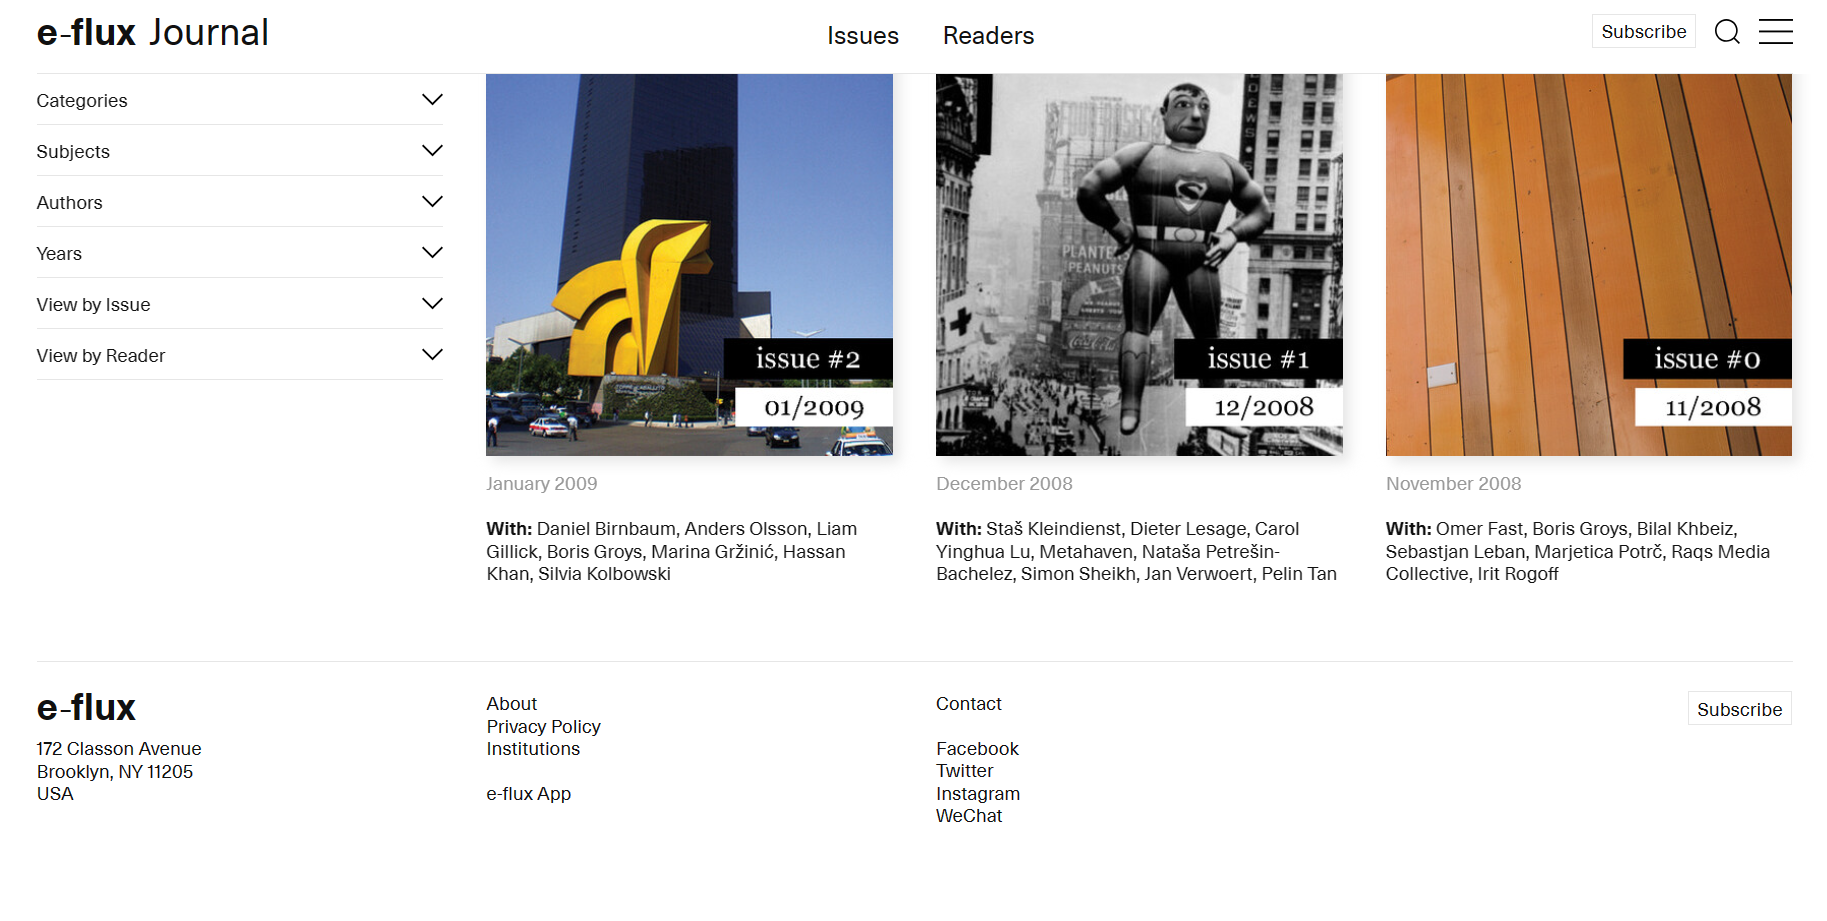 e-flux Journal
Issues
Readers
Subscribe
Categories
Subjects
Authors
Years
View by Issue
View by Reader
issue #2
01/2009
January 2009
With: Daniel Birnbaum, Anders Olsson, Liam
Gillick, Boris Groys, Marina Gržinić, Hassan
Khan, Silvia Kolbowski
PLANTERS
PEANUTS
Coca-Cola
issue #1
12/2008
December 2008
With: Staš Kleindienst, Dieter Lesage, Carol
Yinghua Lu, Metahaven, Nataša Petrešin-
Bachelez, Simon Sheikh, Jan Verwoert, Pelin Tan
issue #0
11/2008
November 2008
With: Omer Fast, Boris Groys, Bilal Khbeiz,
Sebastjan Leban, Marjetica Potrč, Raqs Media
Collective, Irit Rogoff
e-flux
172 Classon Avenue
Brooklyn, NY 11205
USA
About
Privacy Policy
Institutions
e-flux App
Contact
Facebook
Twitter
Instagram
WeChat
Subscribe